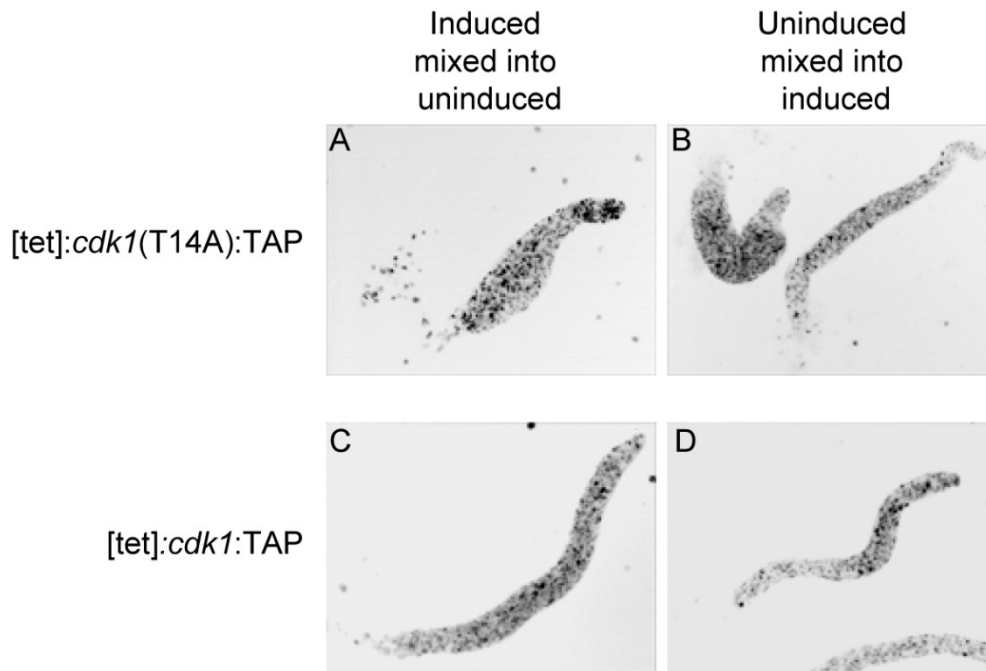 Induced
mixed into
uninduced
Uninduced
mixed into
induced
[tet]:cdk1(T14A):TAP
A
B
[tet]:cdk1:TAP
C
D